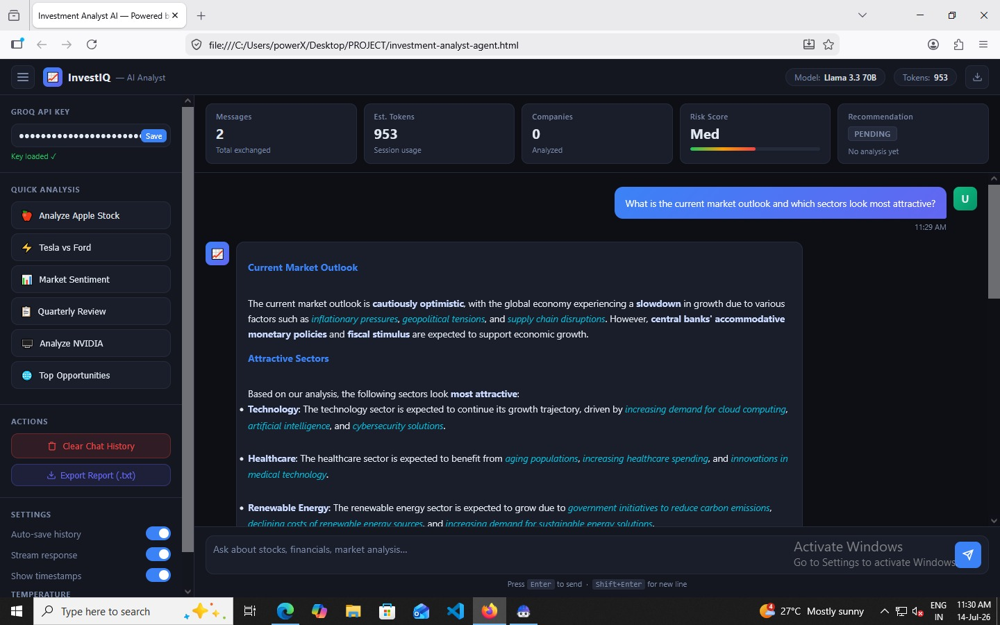 Investment Analyst AI — Powered b
file:///C:/Users/powerX/Desktop/PROJECT/investment-analyst-agent.html
InvestIQ — AI Analyst
Model: Llama 3.3 70B
Tokens: 953
GROQ API KEY
Save
Key loaded ✓
QUICK ANALYSIS
Analyze Apple Stock
Tesla vs Ford
Market Sentiment
Quarterly Review
Analyze NVIDIA
Top Opportunities
ACTIONS
Clear Chat History
Export Report (.txt)
SETTINGS
Auto-save history
Stream response
Show timestamps
TEMPERATURE
Messages
2
Total exchanged
Est. Tokens
953
Session usage
Companies
0
Analyzed
Risk Score
Med
Recommendation
PENDING
No analysis yet
What is the current market outlook and which sectors look most attractive?
U
11:29 AM
Current Market Outlook
The current market outlook is cautiously optimistic, with the global economy experiencing a slowdown in growth due to various
factors such as inflationary pressures, geopolitical tensions, and supply chain disruptions. However, central banks' accommodative
monetary policies and fiscal stimulus are expected to support economic growth.
Attractive Sectors
Based on our analysis, the following sectors look most attractive:
• Technology: The technology sector is expected to continue its growth trajectory, driven by increasing demand for cloud computing,
artificial intelligence, and cybersecurity solutions.
• Healthcare: The healthcare sector is expected to benefit from aging populations, increasing healthcare spending, and innovations in
medical technology.
• Renewable Energy: The renewable energy sector is expected to grow due to government initiatives to reduce carbon emissions,
declining costs of renewable energy sources, and increasing demand for sustainable energy solutions.
Ask about stocks, financials, market analysis...
Activate Windows
Go to Settings to activate Windows
Press Enter to send · Shift+Enter for new line
Type here to search
4
27°C Mostly sunny
ENG
IN
11:30 AM
14-Jul-26